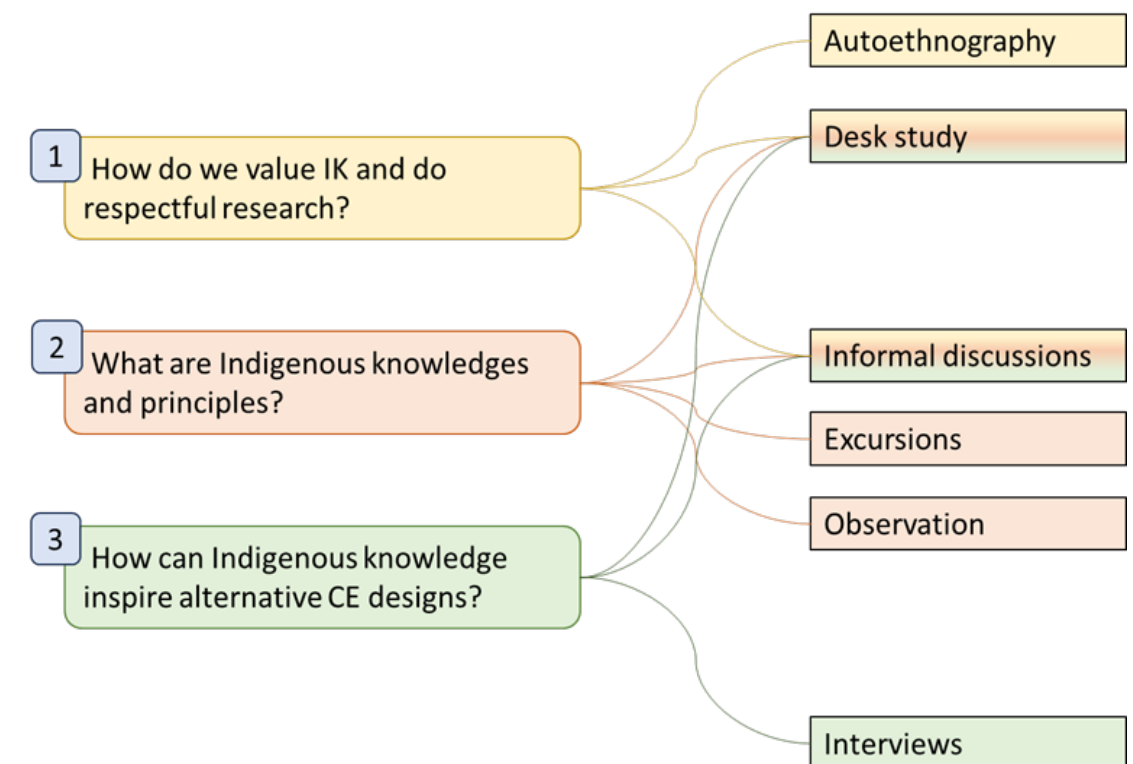 1
How do we value IK and do
respectful research?
2
What are Indigenous knowledges
and principles?
3
How can Indigenous knowledge
inspire alternative CE designs?
Autoethnography
Desk study
Informal discussions
Excursions
Observation
Interviews